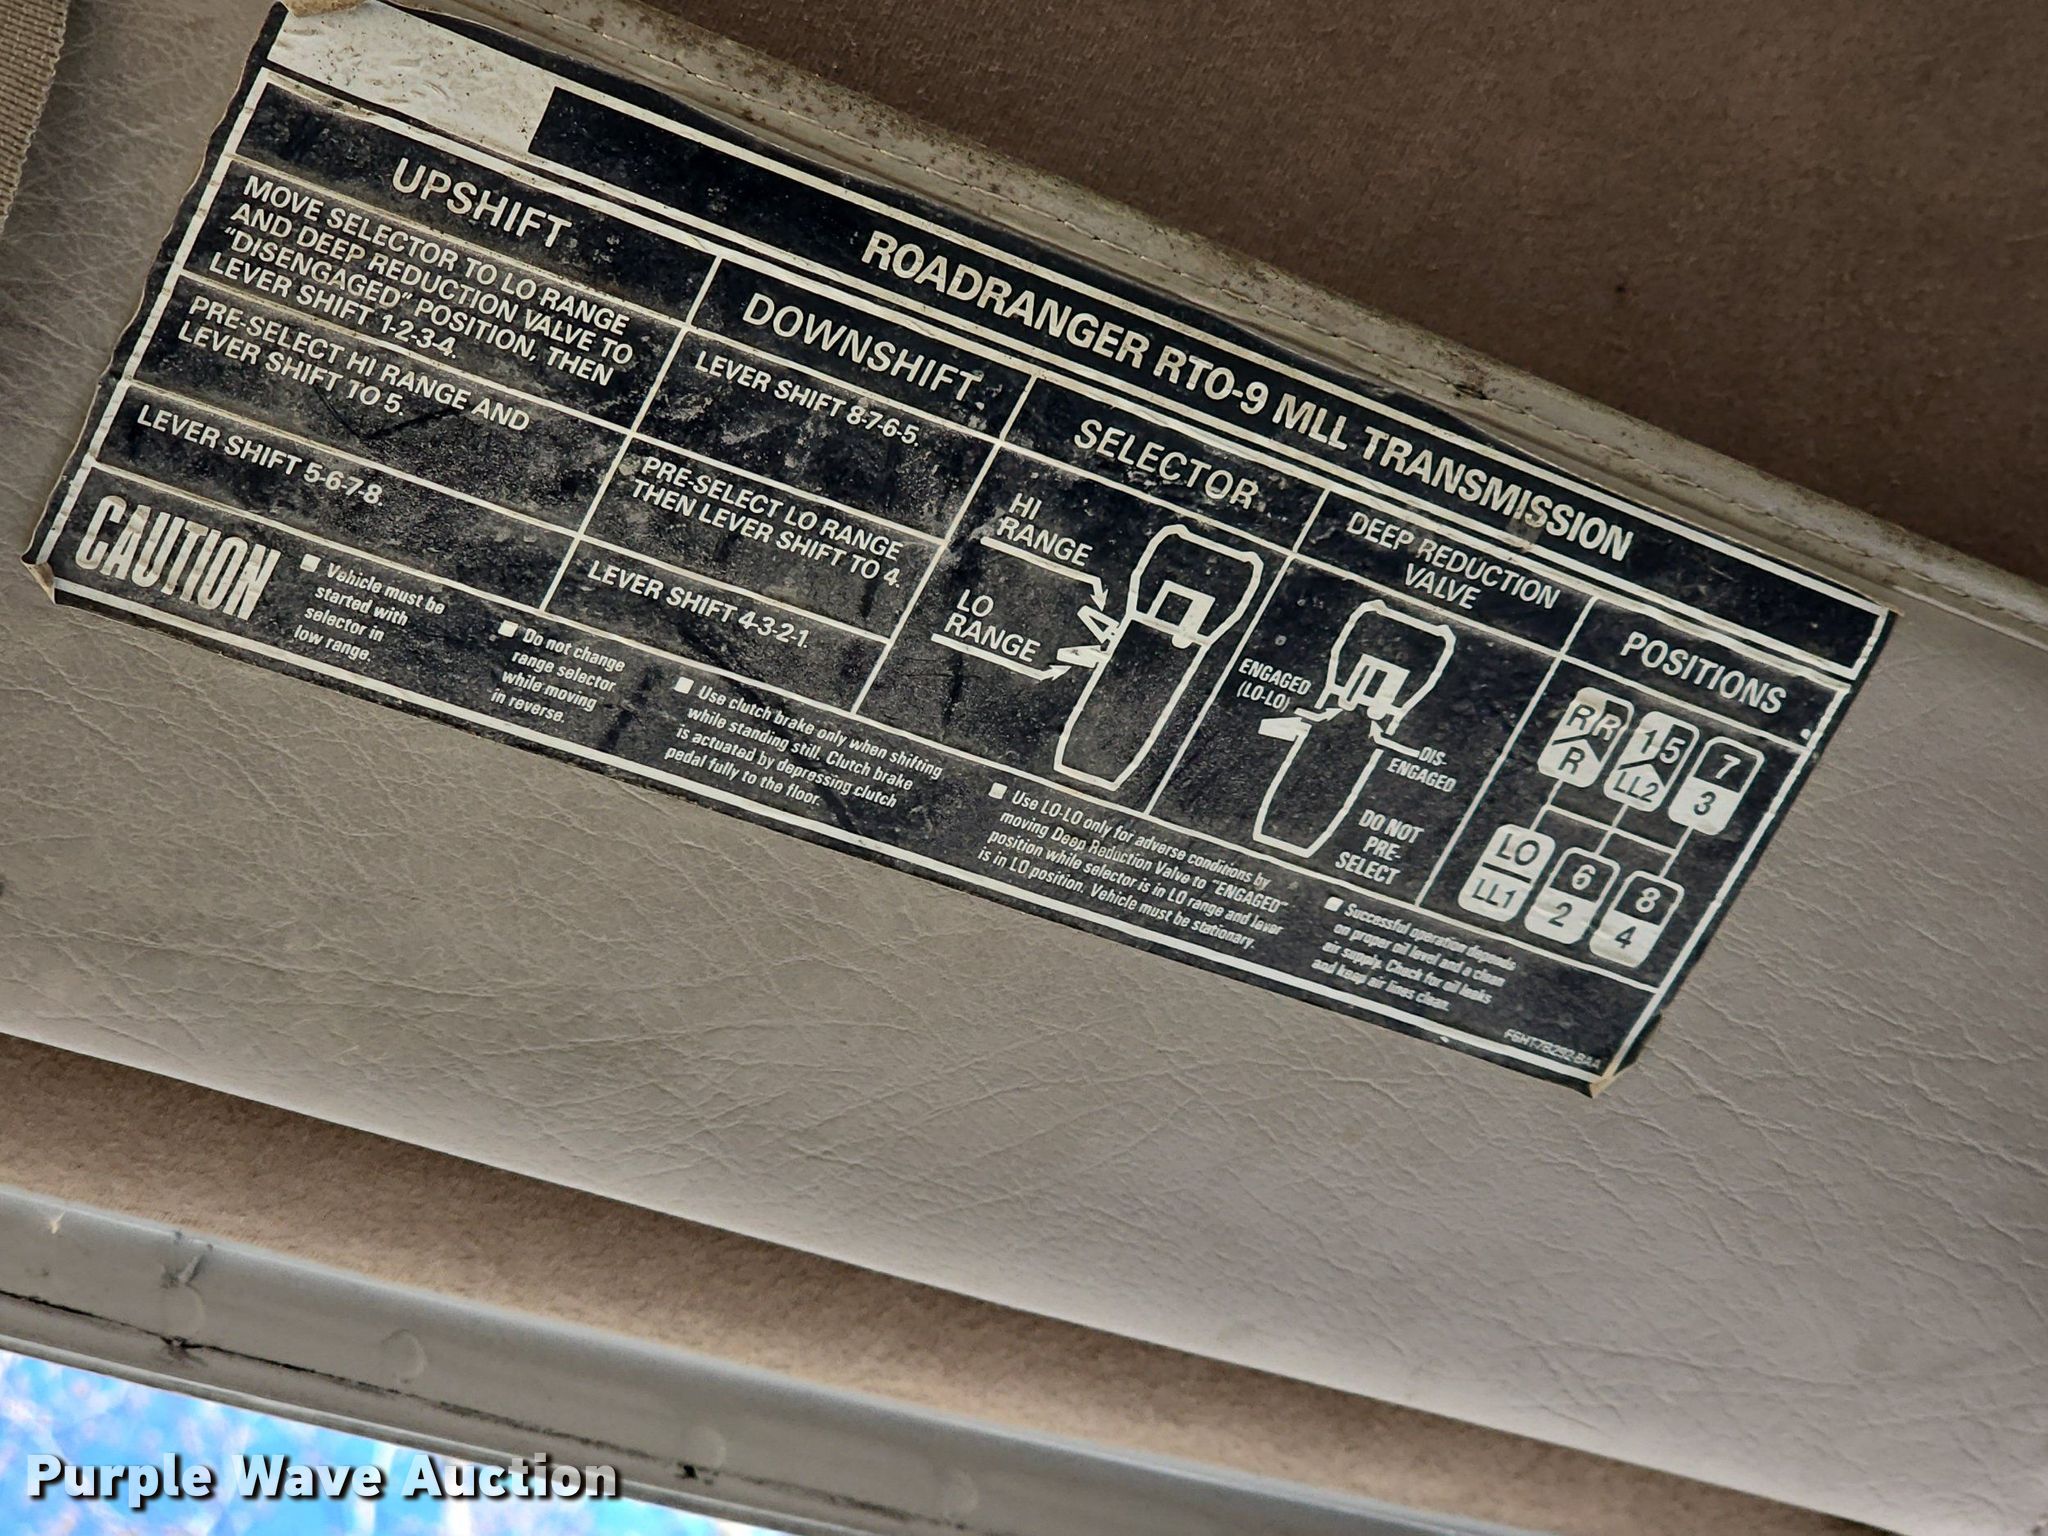 ROADRANGER RTO-9 MLL TRANSMISSION
UPSHIFT
MOVE SELECTOR TO LO RANGE
AND DEEP REDUCTION VALVE TO
"DISENGAGED" POSITION, THEN
LEVER SHIFT 1-2-3-4.
PRE-SELECT HI RANGE AND
LEVER SHIFT TO 5.
LEVER SHIFT 5-6-7-8.
DOWNSHIFT
LEVER SHIFT 8-7-6-5.
PRE-SELECT LO RANGE
THEN LEVER SHIFT TO 4.
LEVER SHIFT 4-3-2-1.
SELECTOR
HI
RANGE
LO
RANGE
DEEP REDUCTION
VALVE
ENGAGED
(LO-LO)
DIS-
ENGAGED
DO NOT
PRE-
SELECT
POSITIONS
R R 1 5 7
R LL2 3
LO 6 8
LL1 2 4
CAUTION
■ Vehicle must be
started with
selector in
low range.
■ Do not change
range selector
while moving
in reverse.
■ Use clutch brake only when shifting
while standing still. Clutch brake
is actuated by depressing clutch
pedal fully to the floor.
■ Use LO-LO only for adverse conditions by
moving Deep Reduction Valve to "ENGAGED"
position while selector is in LO range and lever
is in LO position. Vehicle must be stationary.
■ Successful operation depends
on proper oil level and a clean
air supply. Check for oil leaks
and keep air lines clean.
F6HT-7B292-BAA
Purple Wave Auction